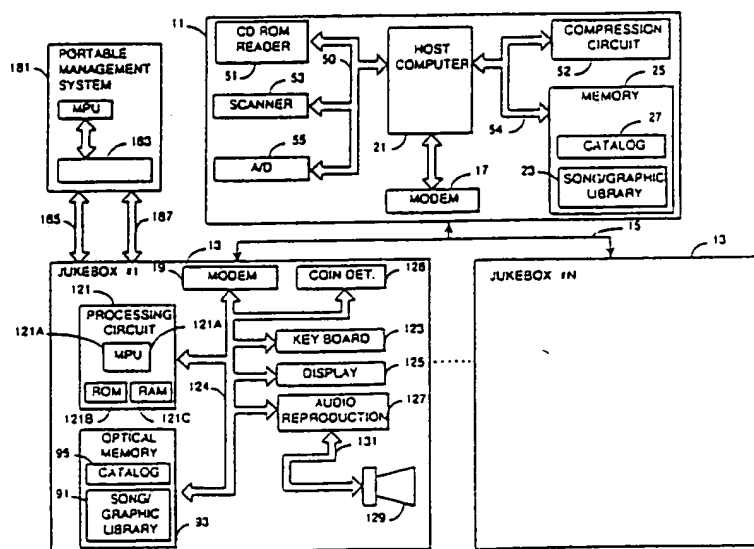 11
CD ROM
READER
51
50
SCANNER
53
A/D
55
HOST
COMPUTER
21
MODEM
17
COMPRESSION
CIRCUIT
52
25
MEMORY
54
27
CATALOG
23
SONG/GRAPHIC
LIBRARY
181
PORTABLE
MANAGEMENT
SYSTEM
MPU
183
185
187
15
13
13
JUKEBOX #1
19
MODEM
COIN DET.
126
121
PROCESSING
CIRCUIT
121A
121A
MPU
ROM
RAM
121B
121C
124
KEY BOARD
123
DISPLAY
125
AUDIO
REPRODUCTION
127
131
129
OPTICAL
MEMORY
95
CATALOG
91
SONG/
GRAPHIC
LIBRARY
93
JUKEBOX #N